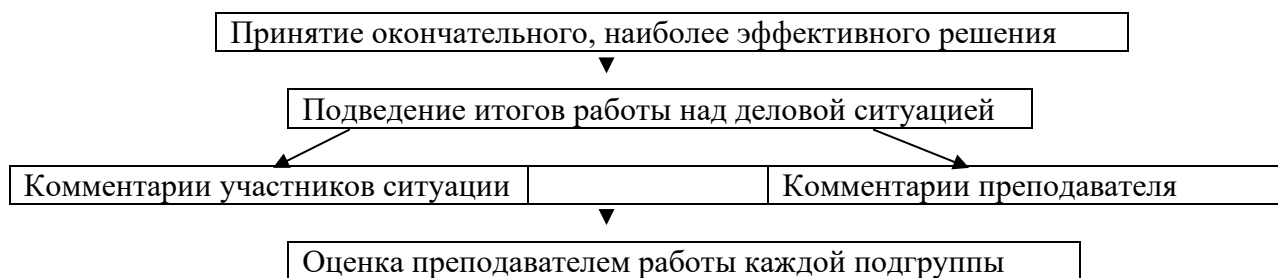 Принятие окончательного, наиболее эффективного решения
Подведение итогов работы над деловой ситуацией
Комментарии участников ситуации
Комментарии преподавателя
Оценка преподавателем работы каждой подгруппы